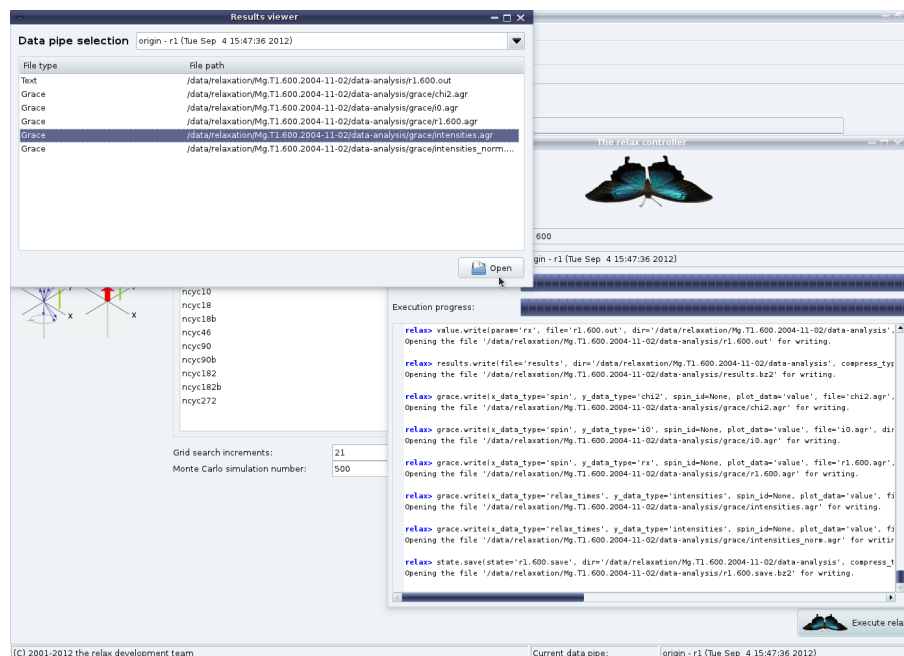 Results viewer
Data pipe selection origin - r1 (Tue Sep 4 15:47:36 2012)
File type File path
Text /data/relaxation/Mg.T1.600.2004-11-02/data-analysis/r1.600.out
Grace /data/relaxation/Mg.T1.600.2004-11-02/data-analysis/grace/chi2.agr
Grace /data/relaxation/Mg.T1.600.2004-11-02/data-analysis/grace/i0.agr
Grace /data/relaxation/Mg.T1.600.2004-11-02/data-analysis/grace/r1.600.agr
Grace /data/relaxation/Mg.T1.600.2004-11-02/data-analysis/grace/intensities.agr
Grace /data/relaxation/Mg.T1.600.2004-11-02/data-analysis/grace/intensities_norm....
Open
The relax controller
600
gin - r1 (Tue Sep 4 15:47:36 2012)
x
x
ncyc10
ncyc18
ncyc18b
ncyc46
ncyc90
ncyc90b
ncyc182
ncyc182b
ncyc272
Grid search increments: 21
Monte Carlo simulation number: 500
Execution progress:
relax> value.write(param='rx', file='r1.600.out', dir='/data/relaxation/Mg.T1.600.2004-11-02/data-analysis',
Opening the file '/data/relaxation/Mg.T1.600.2004-11-02/data-analysis/r1.600.out' for writing.
relax> results.write(file='results', dir='/data/relaxation/Mg.T1.600.2004-11-02/data-analysis', compress_typ
Opening the file '/data/relaxation/Mg.T1.600.2004-11-02/data-analysis/results.bz2' for writing.
relax> grace.write(x_data_type='spin', y_data_type='chi2', spin_id=None, plot_data='value', file='chi2.agr',
Opening the file '/data/relaxation/Mg.T1.600.2004-11-02/data-analysis/grace/chi2.agr' for writing.
relax> grace.write(x_data_type='spin', y_data_type='i0', spin_id=None, plot_data='value', file='i0.agr', dir
Opening the file '/data/relaxation/Mg.T1.600.2004-11-02/data-analysis/grace/i0.agr' for writing.
relax> grace.write(x_data_type='spin', y_data_type='rx', spin_id=None, plot_data='value', file='r1.600.agr',
Opening the file '/data/relaxation/Mg.T1.600.2004-11-02/data-analysis/grace/r1.600.agr' for writing.
relax> grace.write(x_data_type='relax_times', y_data_type='intensities', spin_id=None, plot_data='value', fi
Opening the file '/data/relaxation/Mg.T1.600.2004-11-02/data-analysis/grace/intensities.agr' for writing.
relax> grace.write(x_data_type='relax_times', y_data_type='intensities', spin_id=None, plot_data='value', fi
Opening the file '/data/relaxation/Mg.T1.600.2004-11-02/data-analysis/grace/intensities_norm.agr' for writin
relax> state.save(state='r1.600.save', dir='/data/relaxation/Mg.T1.600.2004-11-02/data-analysis', compress_t
Opening the file '/data/relaxation/Mg.T1.600.2004-11-02/data-analysis/r1.600.save.bz2' for writing.
Execute rela
(C) 2001-2012 the relax development team Current data pipe: origin - r1 (Tue Sep 4 15:47:36 2012)